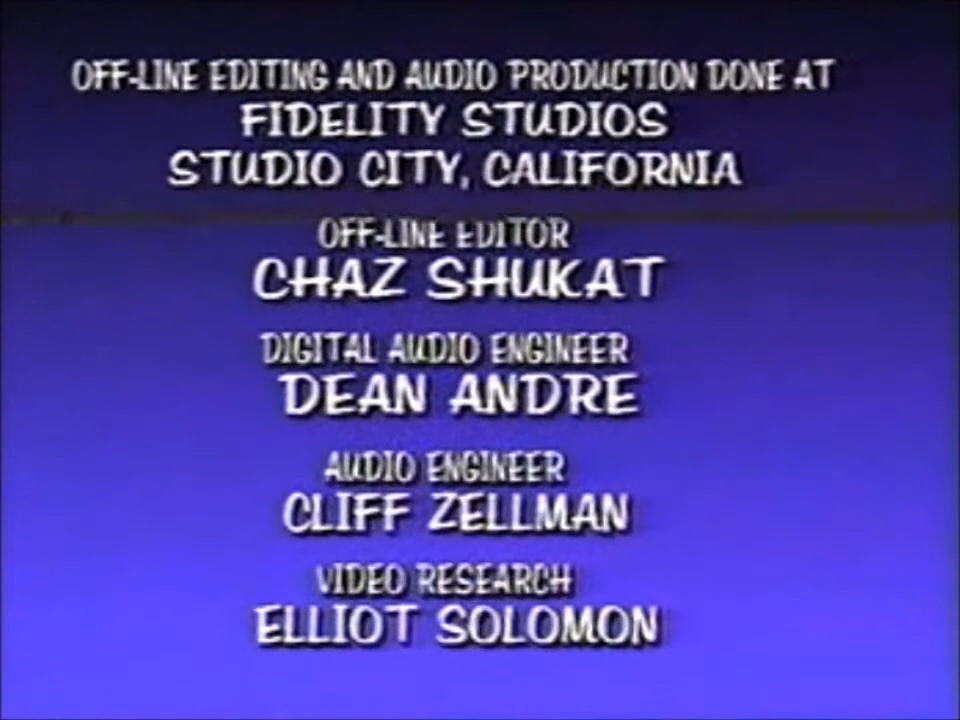 OFF-LINE EDITING AND AUDIO PRODUCTION DONE AT
FIDELITY STUDIOS
STUDIO CITY, CALIFORNIA
OFF-LINE EDITOR
CHAZ SHUKAT
DIGITAL AUDIO ENGINEER
DEAN ANDRE
AUDIO ENGINEER
CLIFF ZELLMAN
VIDEO RESEARCH
ELLIOT SOLOMON